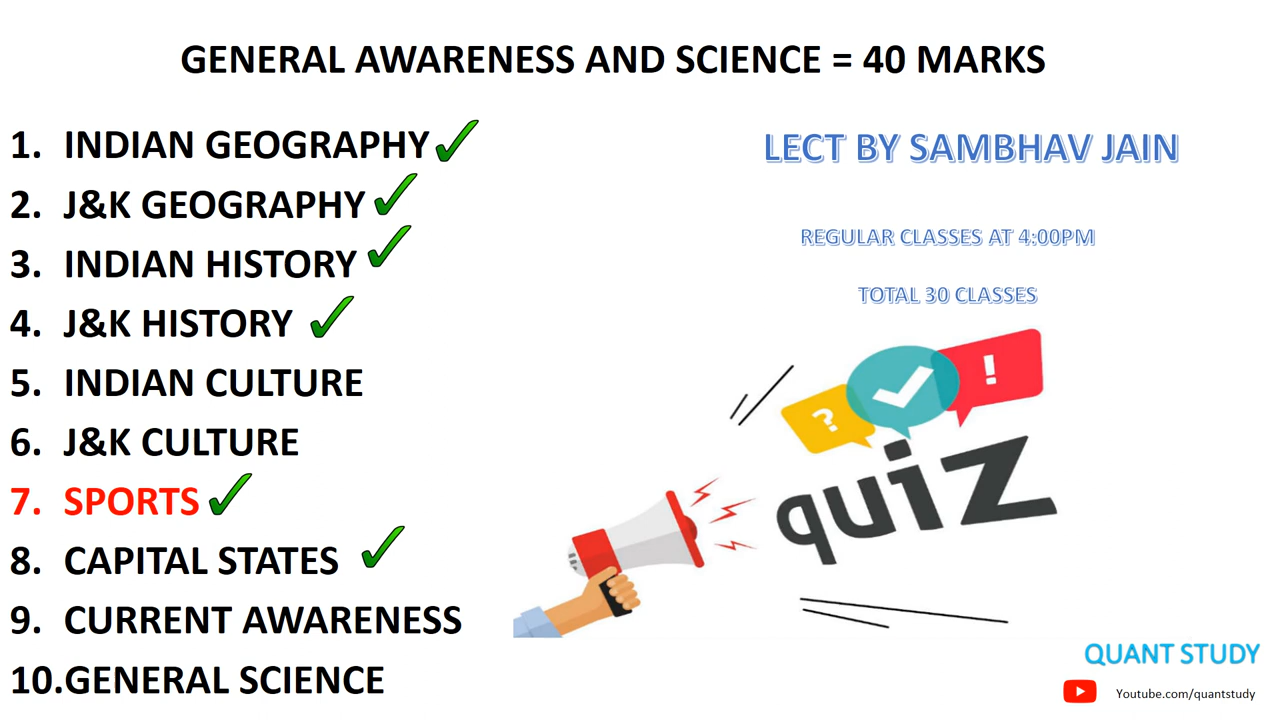 GENERAL AWARENESS AND SCIENCE = 40 MARKS
1. INDIAN GEOGRAPHY
2. J&K GEOGRAPHY
3. INDIAN HISTORY
4. J&K HISTORY
5. INDIAN CULTURE
6. J&K CULTURE
7. SPORTS
8. CAPITAL STATES
9. CURRENT AWARENESS
10.GENERAL SCIENCE
LECT BY SAMBHAV JAIN
REGULAR CLASSES AT 4:00PM
TOTAL 30 CLASSES
? !
quiz
QUANT STUDY
Youtube.com/quantstudy